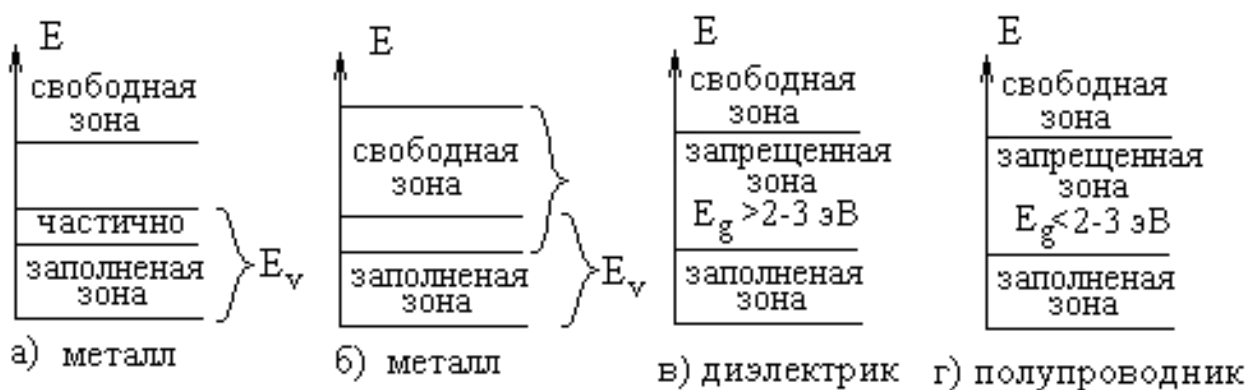 E
свободная
зона
частично
заполненая
зона
E_v
а) металл
E
свободная
зона
заполненая
зона
E_v
б) металл
E
свободная
зона
запрещенная
зона
E_g >2-3 эВ
заполненая
зона
в) диэлектрик
E
свободная
зона
запрещенная
зона
E_g<2-3 эВ
заполненая
зона
г) полупроводник